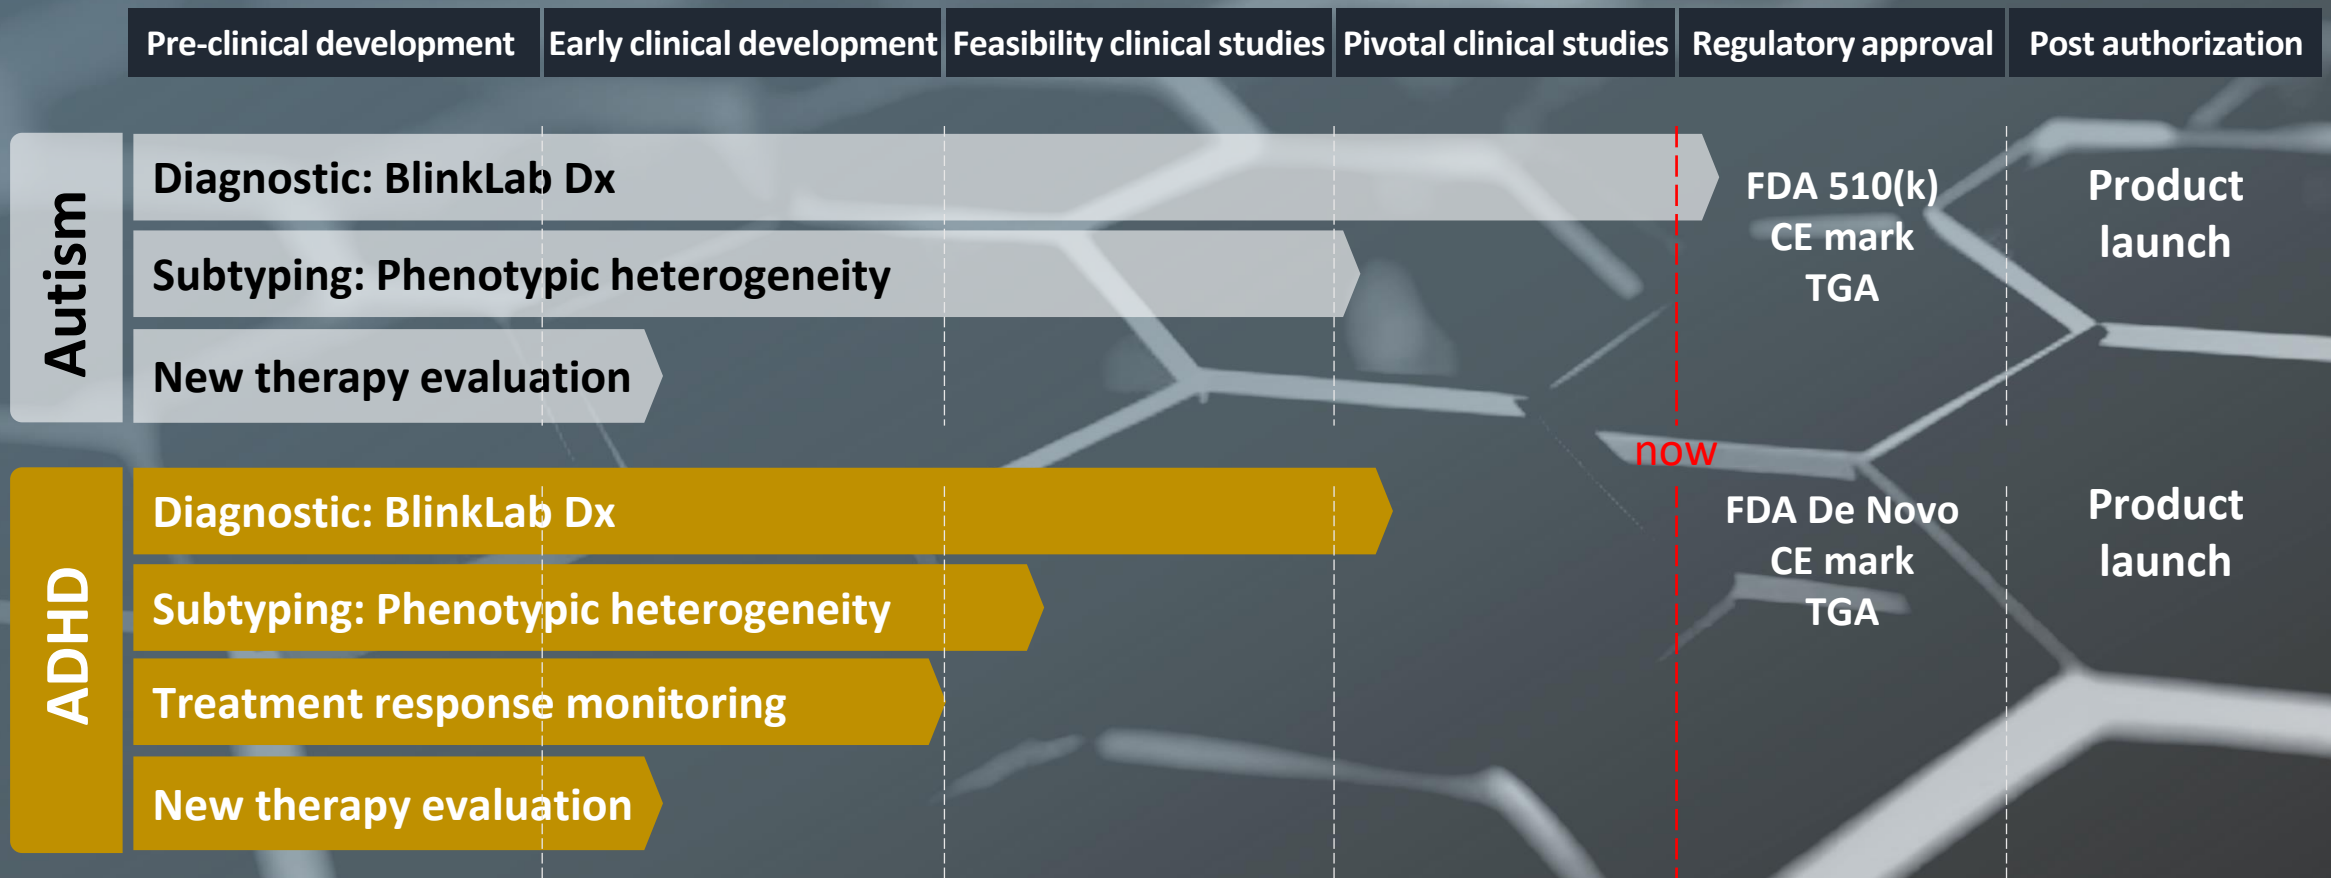 Pre-clinical development
Early clinical development
Feasibility clinical studies
Pivotal clinical studies
Regulatory approval
Post authorization
Autism
Diagnostic: BlinkLab Dx
Subtyping: Phenotypic heterogeneity
New therapy evaluation
FDA 510(k)
CE mark
TGA
Product
launch
now
ADHD
Diagnostic: BlinkLab Dx
Subtyping: Phenotypic heterogeneity
Treatment response monitoring
New therapy evaluation
FDA De Novo
CE mark
TGA
Product
launch